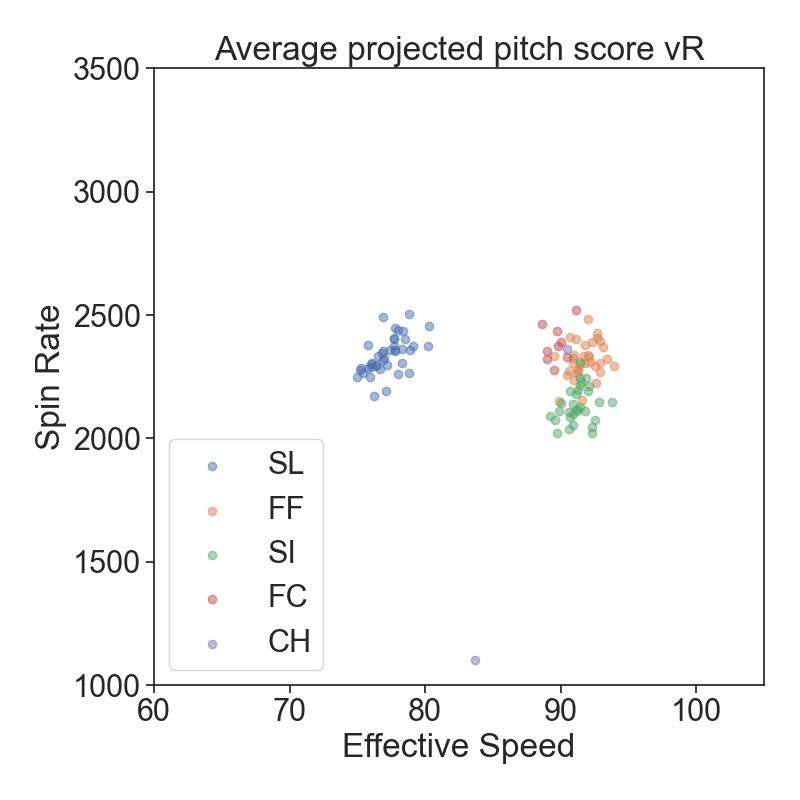 Average projected pitch score vR
3500
3000
2500
2000
1500
1000
Spin Rate
SL
FF
SI
FC
CH
60 70 80 90 100
Effective Speed